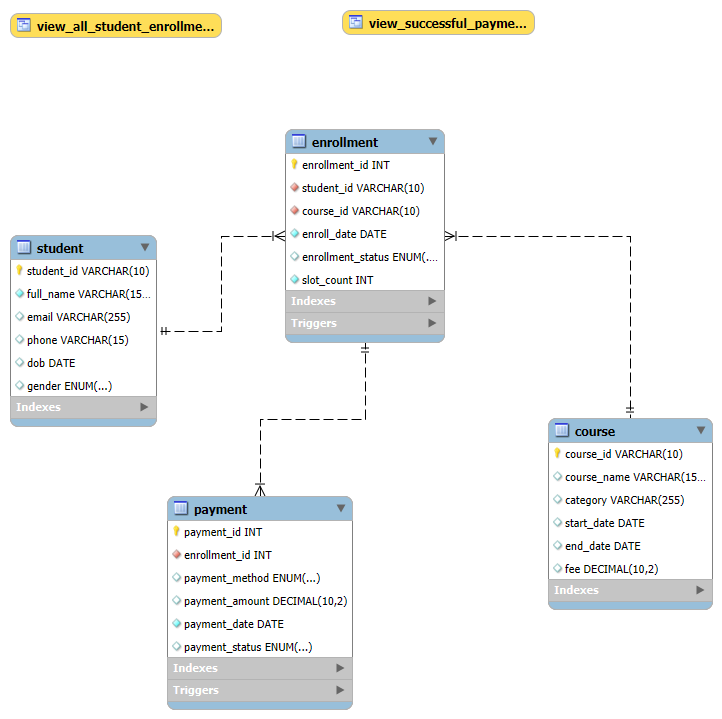 view_all_student_enrollme...
view_successful_payme...
enrollment
enrollment_id INT
student_id VARCHAR(10)
course_id VARCHAR(10)
enroll_date DATE
enrollment_status ENUM(...
slot_count INT
Indexes
Triggers
student
student_id VARCHAR(10)
full_name VARCHAR(15...
email VARCHAR(255)
phone VARCHAR(15)
dob DATE
gender ENUM(...)
Indexes
course
course_id VARCHAR(10)
course_name VARCHAR(15...
category VARCHAR(255)
start_date DATE
end_date DATE
fee DECIMAL(10,2)
Indexes
payment
payment_id INT
enrollment_id INT
payment_method ENUM(...)
payment_amount DECIMAL(10,2)
payment_date DATE
payment_status ENUM(...)
Indexes
Triggers